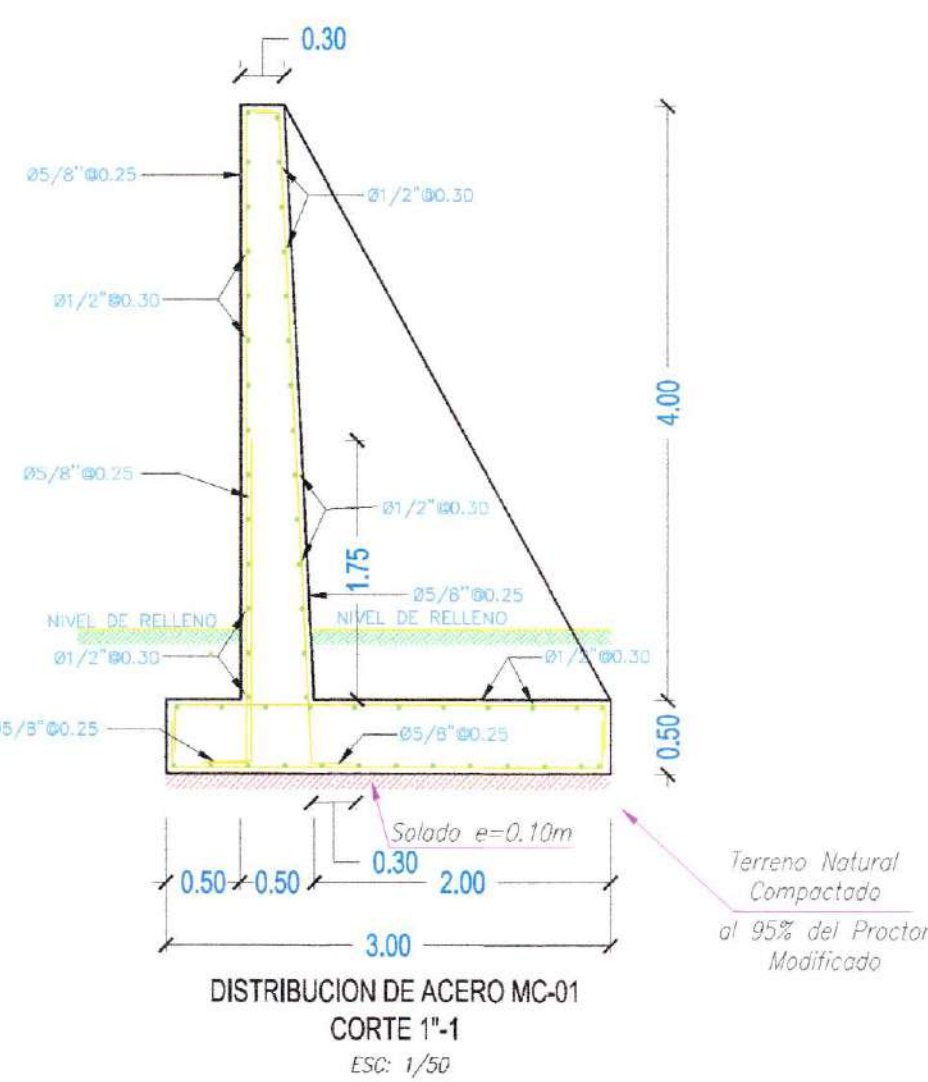 0.30
Ø5/8"@0.25
Ø1/2"@0.30
Ø1/2"@0.30
4.00
Ø5/8"@0.25
Ø1/2"@0.30
1.75
Ø5/8"@0.25
NIVEL DE RELLENO
NIVEL DE RELLENO
Ø1/2"@0.30
Ø1/2"@0.30
5/8"@0.25
Ø5/8"@0.25
0.50
Solado e=0.10m
0.30
0.50
0.50
2.00
Terreno Natural
Compactado
al 95% del Proctor
Modificado
3.00
DISTRIBUCION DE ACERO MC-01
CORTE 1"-1
ESC: 1/50